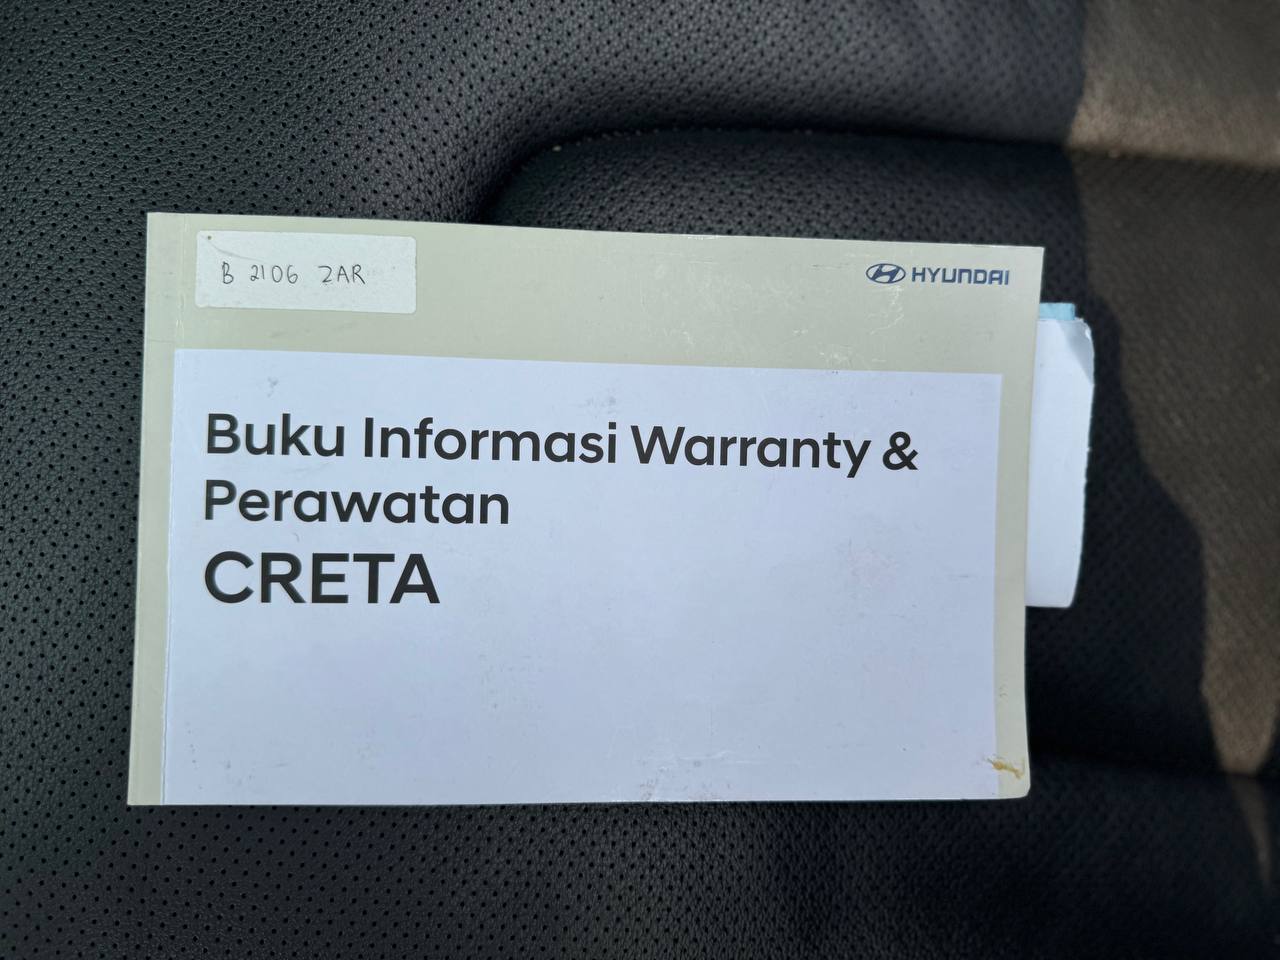 B 2106 ZAR
HYUNDAI
Buku Informasi Warranty &
Perawatan
CRETA